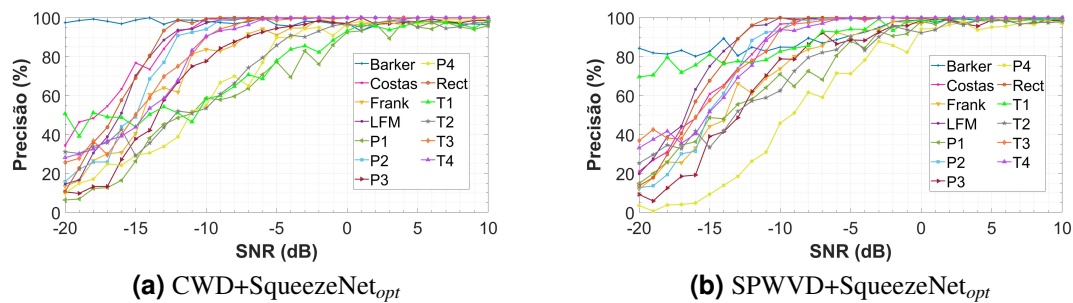 100
80
60
40
20
0
Precisão (%)
-20 -15 -10 -5 0 5 10
SNR (dB)
Barker P4
Costas Rect
Frank T1
LFM T2
P1 T3
P2 T4
P3
(a) CWD+SqueezeNetopt
100
80
60
40
20
0
Precisão (%)
-20 -15 -10 -5 0 5 10
SNR (dB)
Barker P4
Costas Rect
Frank T1
LFM T2
P1 T3
P2 T4
P3
(b) SPWVD+SqueezeNetopt